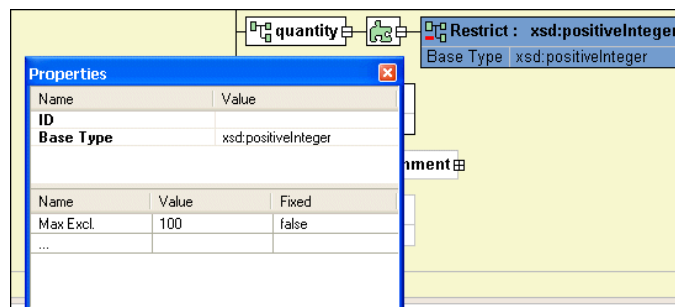 quantity
Restrict : xsd:positiveInteger
Base Type xsd:positiveInteger
Properties
Name Value
ID
Base Type xsd:positiveInteger
nment
Name Value Fixed
Max Excl. 100 false
...